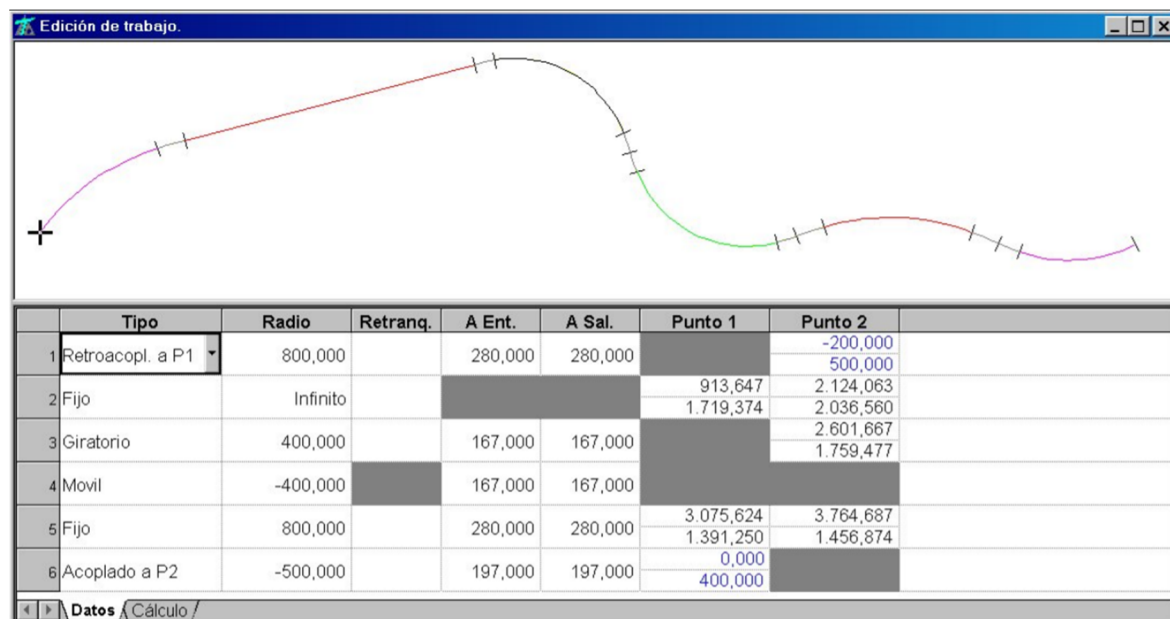 Edición de trabajo.
Tipo Radio Retranq. A Ent. A Sal. Punto 1 Punto 2
1 Retroacopl. a P1 800,000 280,000 280,000 -200,000
500,000
2 Fijo Infinito 913,647 2.124,063
1.719,374 2.036,560
3 Giratorio 400,000 167,000 167,000 2.601,667
1.759,477
4 Movil -400,000 167,000 167,000
5 Fijo 800,000 280,000 280,000 3.075,624 3.764,687
1.391,250 1.456,874
6 Acoplado a P2 -500,000 197,000 197,000 0,000
400,000
Datos Cálculo